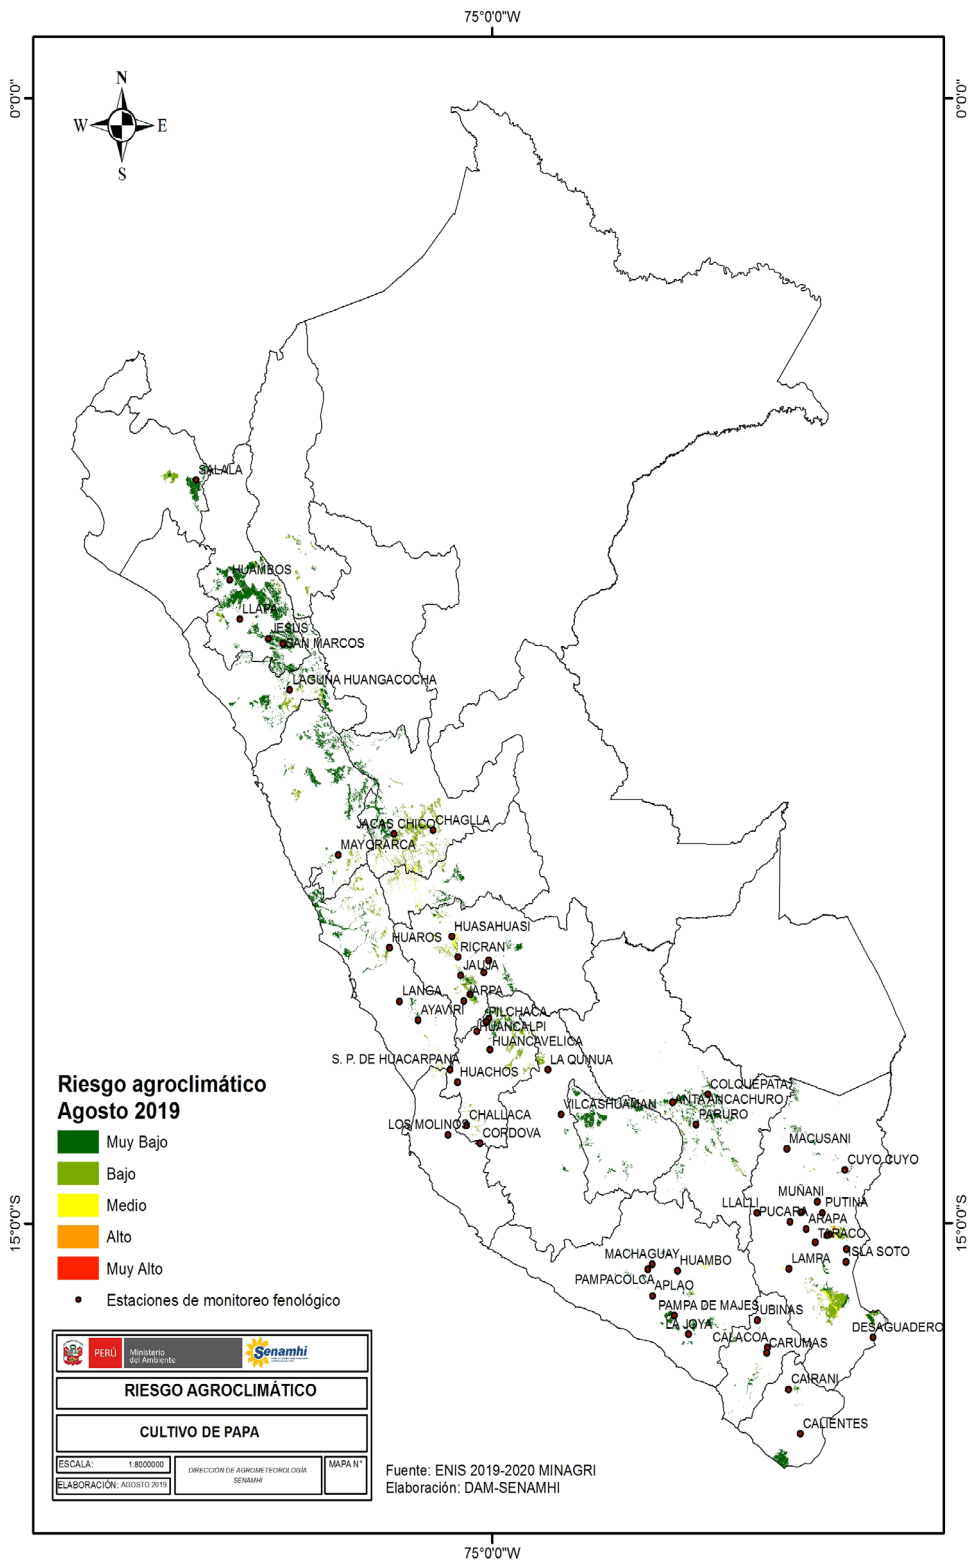 75°0'0"W
0°0'0"
0°0'0"
N
W
E
S
SALALA
HUAMBOS
LLAPA
JESUS
SAN MARCOS
LAGUNA HUANGACOCHA
JACAS CHICO
CHAGLLA
MAYORARCA
HUASAHUASI
HUAROS
RICRAN
JAUJA
LANGA
JARPA
AYAVIRI
PILCHACA
HUANCALPI
HUANCAVELICA
S. P. DE HUACARPANA
LA QUINUA
HUACHOS
COLQUEPATA
ANTA ANCACHURO
VILCASHUAMAN
PARURO
CHALLACA
LOS MOLINOS
CORDOVA
MACUSANI
CUYO CUYO
MUÑANI
LLALLI
PUCARA
PUTINA
ARAPA
TARACO
15°0'0"S
15°0'0"S
MACHAGUAY
HUAMBO
LAMPA
ISLA SOTO
PAMPACOLCA
APLAO
PAMPA DE MAJES
UBINAS
LA JOYA
CALACOA
CARUMAS
DESAGUADERO
CAIRANI
CALIENTES
Riesgo agroclimático
Agosto 2019
Muy Bajo
Bajo
Medio
Alto
Muy Alto
Estaciones de monitoreo fenológico
PERÚ
Ministerio
del Ambiente
Senamhi
RIESGO AGROCLIMÁTICO
CULTIVO DE PAPA
ESCALA: 1:8000000
DIRECCIÓN DE AGROMETEOROLOGÍA
SENAMHI
MAPA N°
ELABORACIÓN: AGOSTO 2019
Fuente: ENIS 2019-2020 MINAGRI
Elaboración: DAM-SENAMHI
75°0'0"W